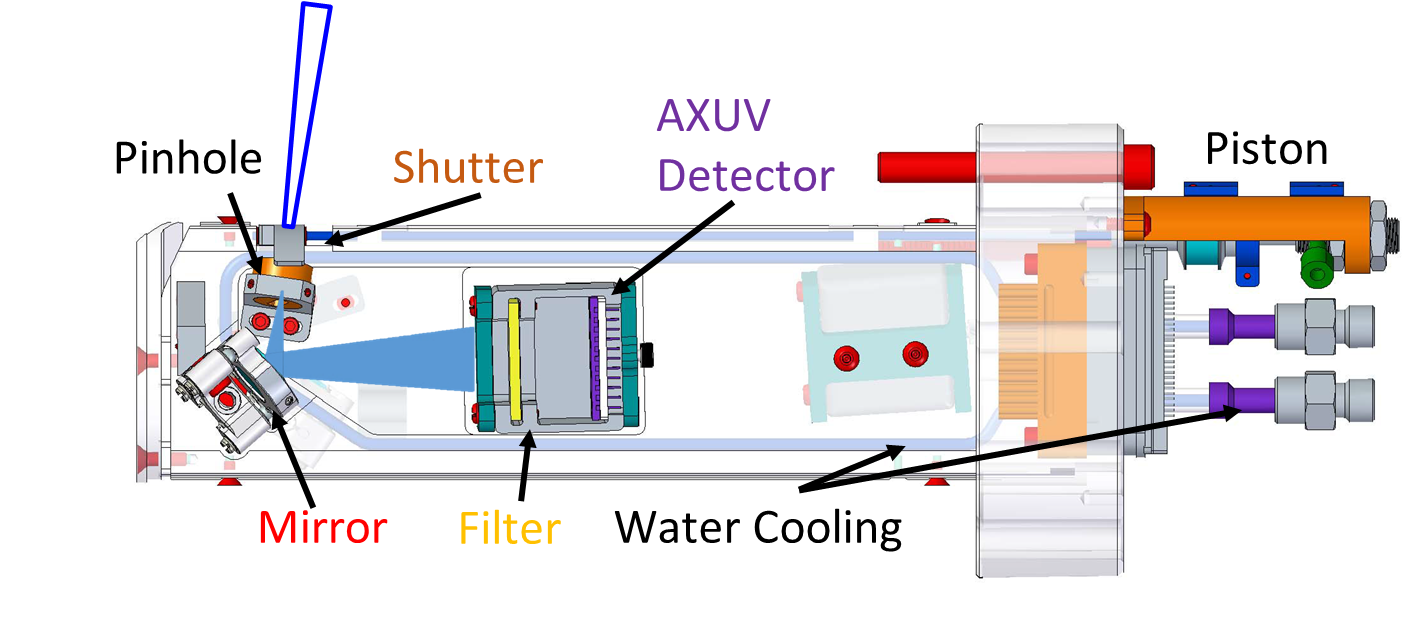 AXUV
Detector
Pinhole
Shutter
Piston
Mirror
Filter
Water Cooling